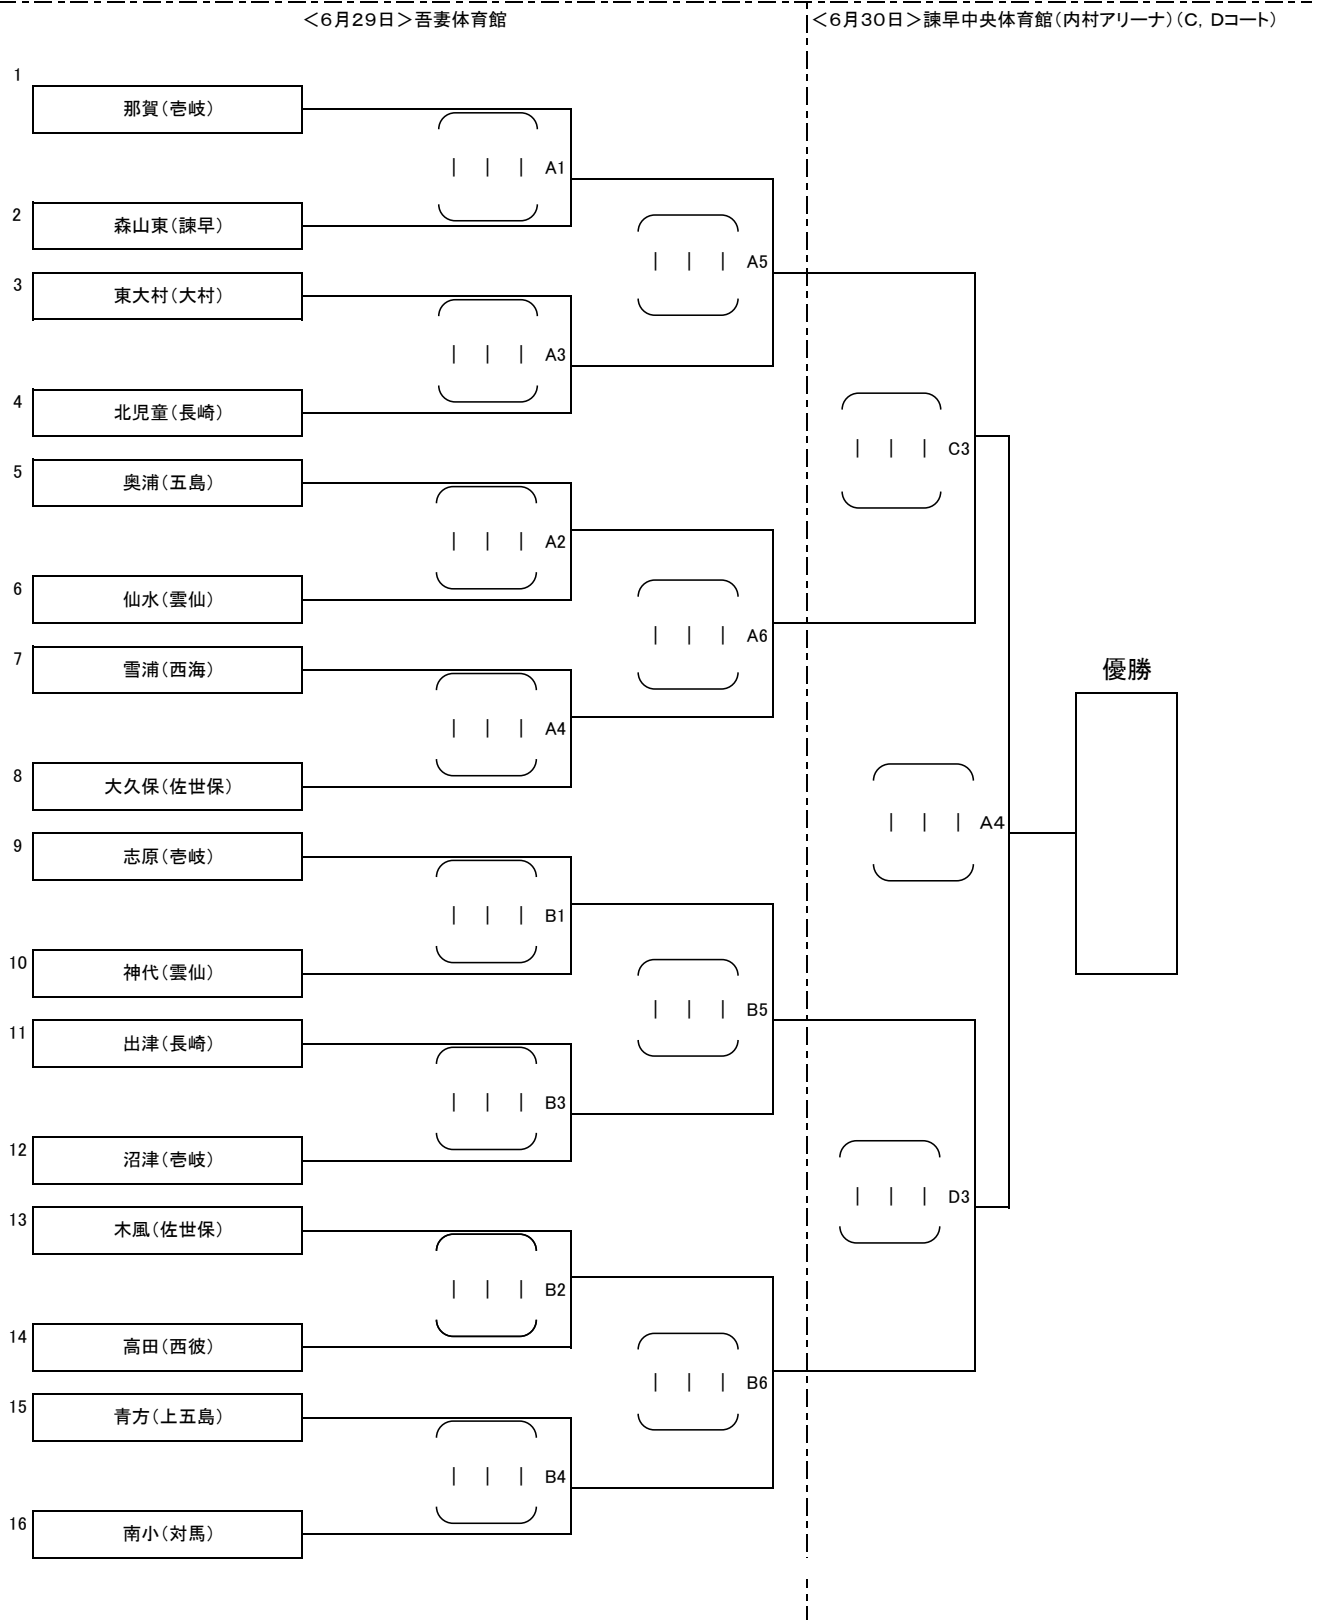 ＜6月29日＞吾妻体育館
＜6月30日＞諫早中央体育館（内村アリーナ）（C，Dコート）
1
那賀（壱岐）
A1
2
森山東（諫早）
A5
3
東大村（大村）
A3
4
北児童（長崎）
C3
5
奥浦（五島）
A2
6
仙水（雲仙）
A6
7
雪浦（西海）
優勝
A4
8
大久保（佐世保）
A4
9
志原（壱岐）
B1
10
神代（雲仙）
B5
11
出津（長崎）
B3
12
沼津（壱岐）
D3
13
木風（佐世保）
B2
14
高田（西彼）
B6
15
青方（上五島）
B4
16
南小（対馬）